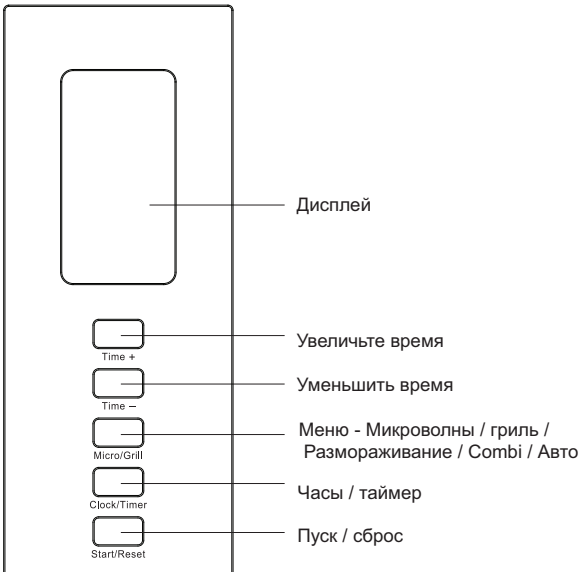 Дисплей
Time +
Увеличьте время
Time –
Уменьшить время
Micro/Grill
Меню - Микроволны / гриль /
Размораживание / Combi / Авто
Clock/Timer
Часы / таймер
Start/Reset
Пуск / сброс